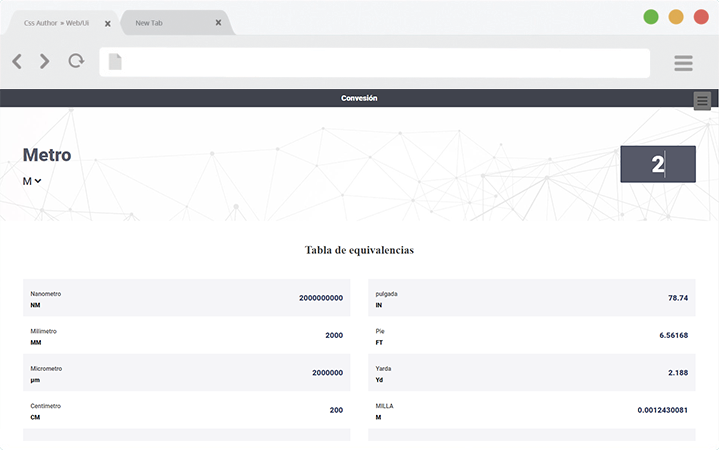 Css Author » Web/Ui
New Tab
Convesión
Metro
M
2
Tabla de equivalencias
Nanometro
NM
2000000000
pulgada
IN
78.74
Milimetro
MM
2000
Pie
FT
6.56168
Micrometro
µm
2000000
Yarda
Yd
2.188
Centimetro
CM
200
MILLA
M
0.0012430081